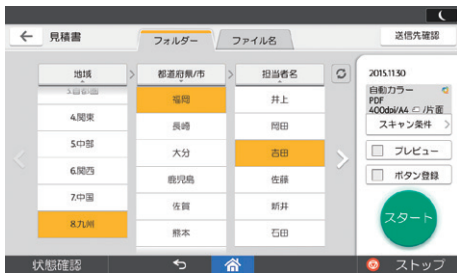 見積書
フォルダー
ファイル名
送信先確認
地域
都道府県/市
担当者名
4.関東
5.中部
6.関西
7.中国
8.九州
福岡
長崎
大分
鹿児島
佐賀
熊本
井上
岡田
吉田
佐藤
新井
石田
2015.11.30
自動カラー
PDF
400dpi/A4 /片面
スキャン条件
プレビュー
ボタン登録
スタート
状態確認
ストップ